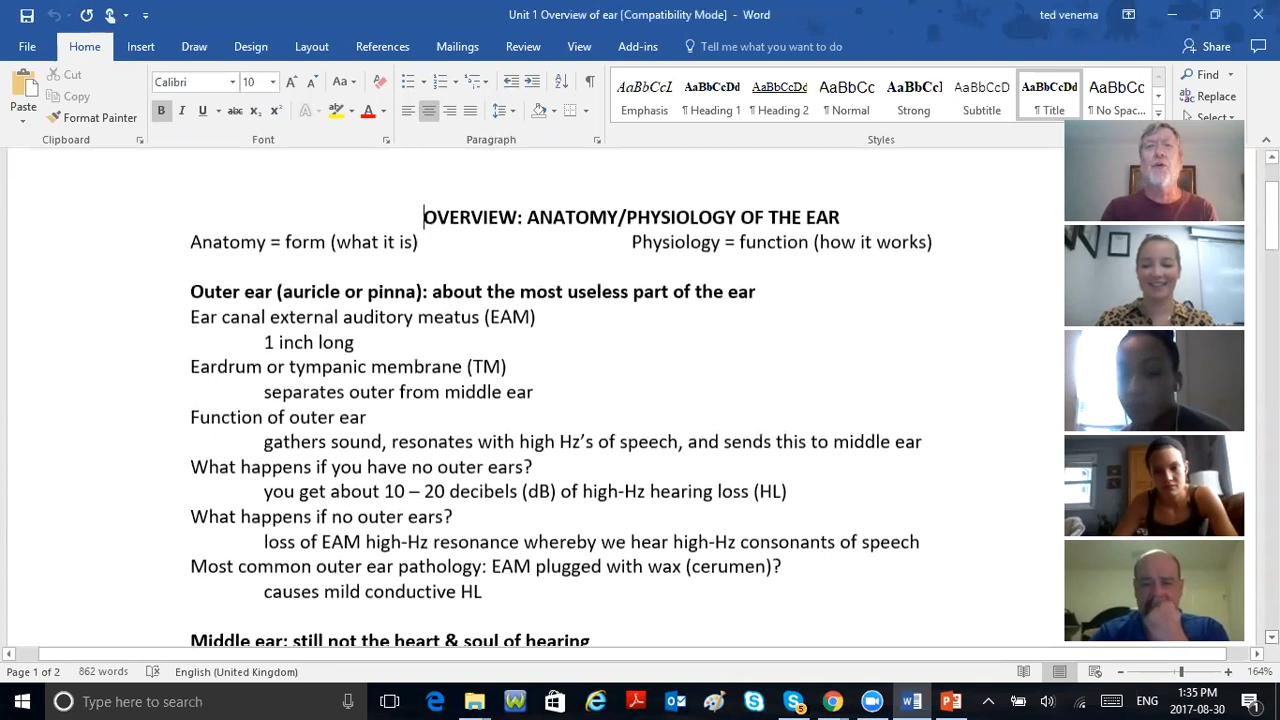 Unit 1 Overview of ear [Compatibility Mode] - Word
ted venema
File Home Insert Draw Design Layout References Mailings Review View Add-ins Tell me what you want to do Share
Paste
Cut
Copy
Format Painter
Clipboard
Calibri 10
Font
Paragraph
AaBbCcL AaBbCcDd AaBbCcDd AaBbCc AaBbCc AaBbCcDd AaBbCcDd AaBbCc
Emphasis ¶ Heading 1 ¶ Heading 2 ¶ Normal Strong Subtitle ¶ Title ¶ No Spac...
Styles
Find
Replace
Select
OVERVIEW: ANATOMY/PHYSIOLOGY OF THE EAR
Anatomy = form (what it is) Physiology = function (how it works)
Outer ear (auricle or pinna): about the most useless part of the ear
Ear canal external auditory meatus (EAM)
1 inch long
Eardrum or tympanic membrane (TM)
separates outer from middle ear
Function of outer ear
gathers sound, resonates with high Hz’s of speech, and sends this to middle ear
What happens if you have no outer ears?
you get about 10 – 20 decibels (dB) of high-Hz hearing loss (HL)
What happens if no outer ears?
loss of EAM high-Hz resonance whereby we hear high-Hz consonants of speech
Most common outer ear pathology: EAM plugged with wax (cerumen)?
causes mild conductive HL
Middle ear: still not the heart & soul of hearing
Page 1 of 2 862 words English (United Kingdom) 164%
Type here to search
ENG
1:35 PM
2017-08-30